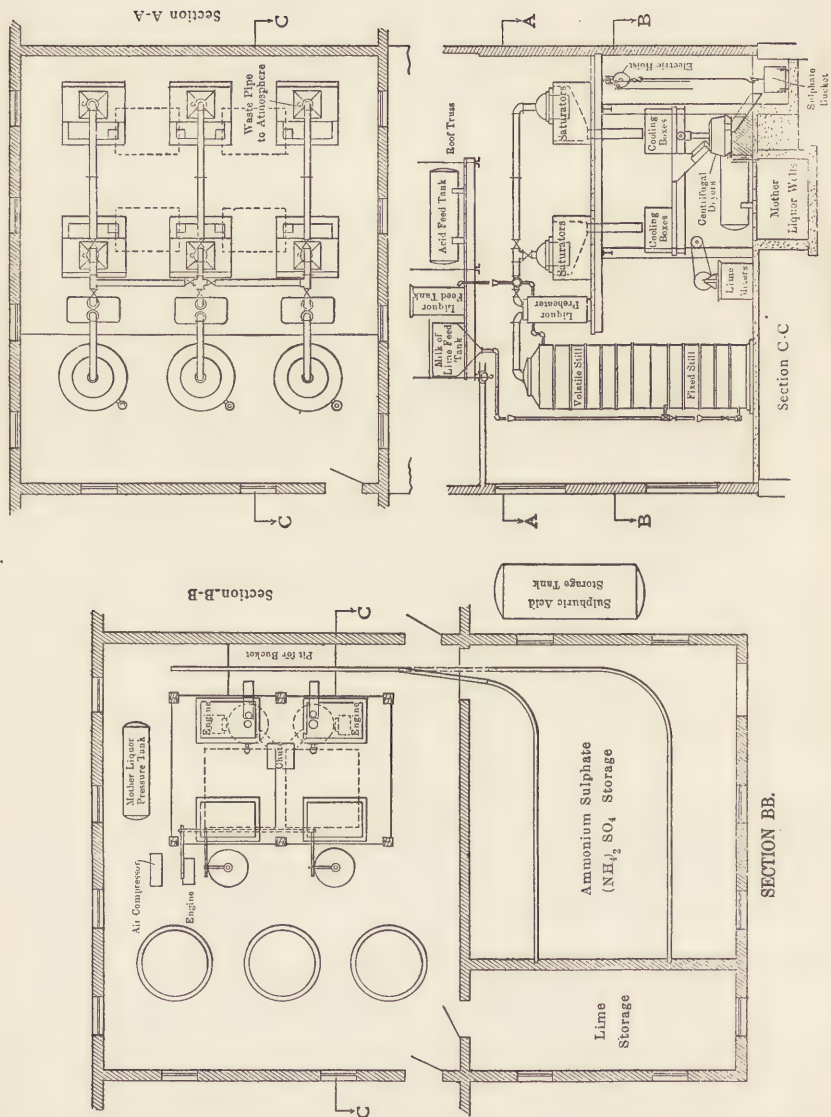 Section A-A
C
C
Waste Pipe
to Atmosphere
Roof Truss
A
B
A
B
Acid Feed Tank
Liquor
Feed Tank
Milk of
Lime Feed
Tank
Liquor
Preheater
Saturators
Saturators
Electric Hoist
Cooling
Boxes
Cooling
Boxes
Centrifugal
Dryers
Sulphate
Bucket
Mother
Liquor Wells
Lime
Mixers
Volatile Still
Fixed Still
Section C-C
Section B-B
C
C
Pit for Bucket
Mother Liquor
Pressure Tank
Air Compressor
Engine
Engine
Engine
Chute
Sulphuric Acid
Storage Tank
Ammonium Sulphate
(NH4)2 SO4 Storage
Lime
Storage
SECTION BB.